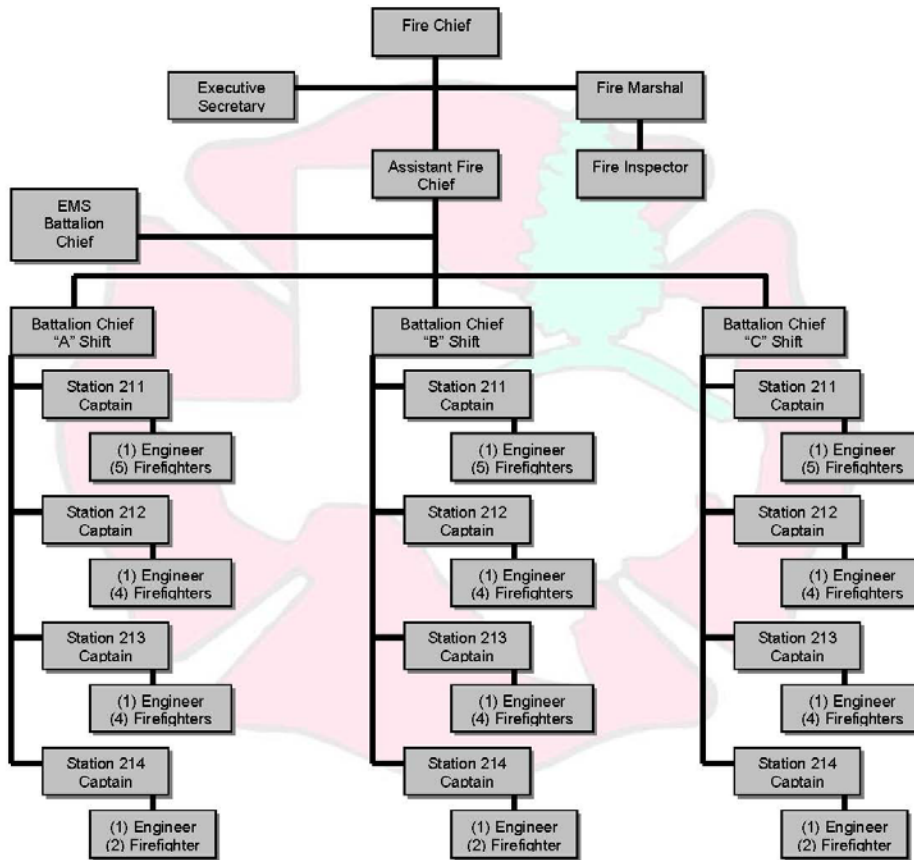 Fire Chief
Executive
Secretary
Fire Marshal
Assistant Fire
Chief
Fire Inspector
EMS
Battalion
Chief
Battalion Chief
"A" Shift
Station 211
Captain
(1) Engineer
(5) Firefighters
Station 212
Captain
(1) Engineer
(4) Firefighters
Station 213
Captain
(1) Engineer
(4) Firefighters
Station 214
Captain
(1) Engineer
(2) Firefighter
Battalion Chief
"B" Shift
Station 211
Captain
(1) Engineer
(5) Firefighters
Station 212
Captain
(1) Engineer
(4) Firefighters
Station 213
Captain
(1) Engineer
(4) Firefighters
Station 214
Captain
(1) Engineer
(2) Firefighter
Battalion Chief
"C" Shift
Station 211
Captain
(1) Engineer
(5) Firefighters
Station 212
Captain
(1) Engineer
(4) Firefighters
Station 213
Captain
(1) Engineer
(4) Firefighters
Station 214
Captain
(1) Engineer
(2) Firefighter